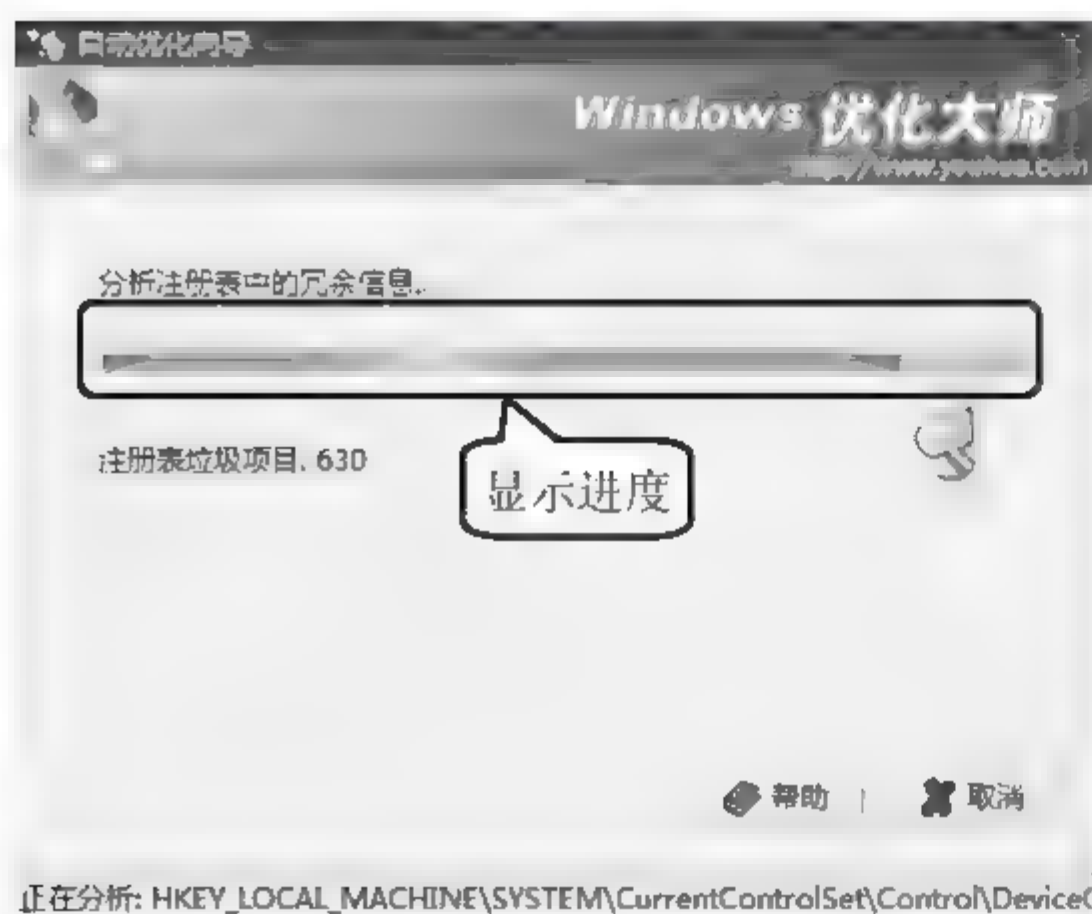 自动优化向导
Windows 优化大师
分析注册表中的冗余信息..
显示进度
注册表垃圾项目, 630
帮助
取消
正在分析: HKEY_LOCAL_MACHINE\SYSTEM\CurrentControlSet\Control\Device